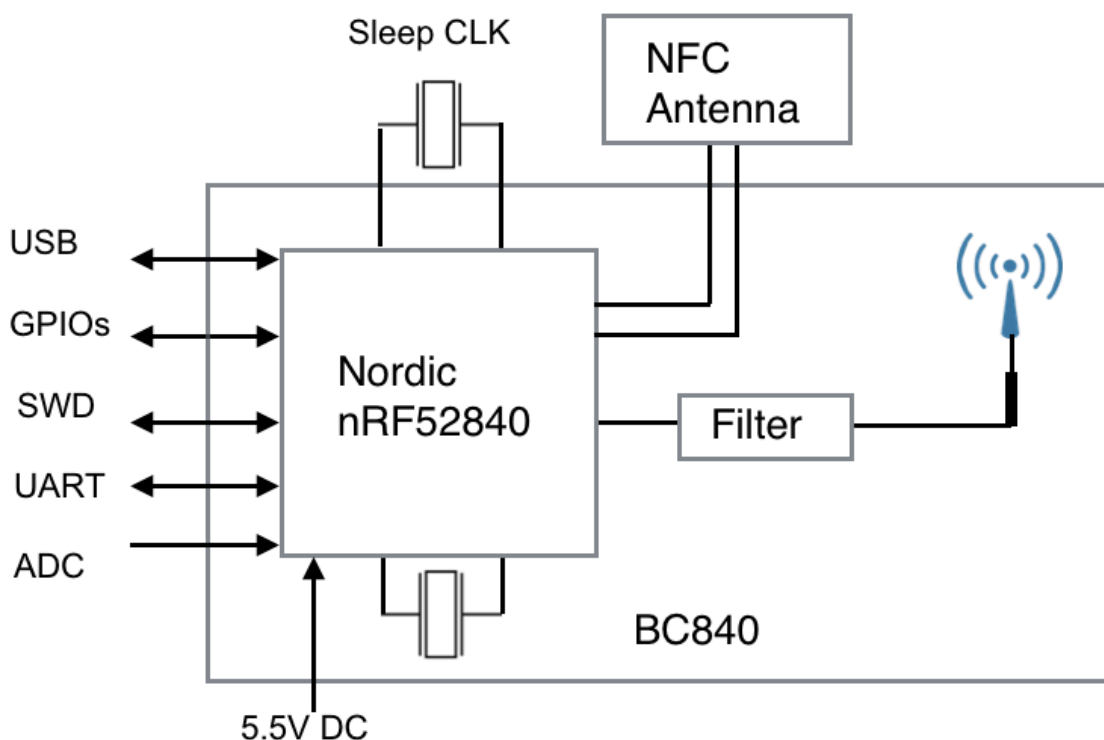 Sleep CLK
NFC
Antenna
USB
GPIOs
SWD
UART
ADC
Nordic
nRF52840
Filter
BC840
5.5V DC